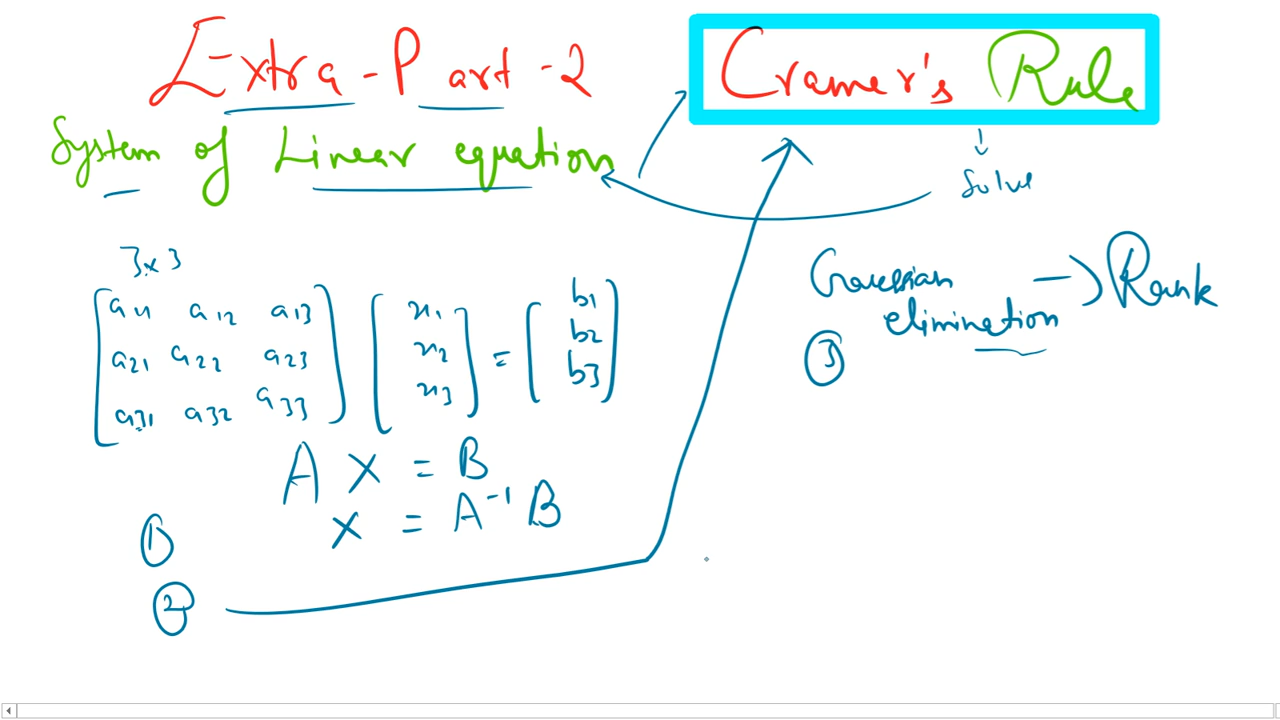 Extra-Part-2
Cramer's Rule
System of Linear equation
Solve
3x3
a11 a12 a13
a21 a22 a23
a31 a32 a33
x1
x2
x3
=
b1
b2
b3
Gaussian elimination → Rank
③
A X = B
X = A⁻¹ B
①
②